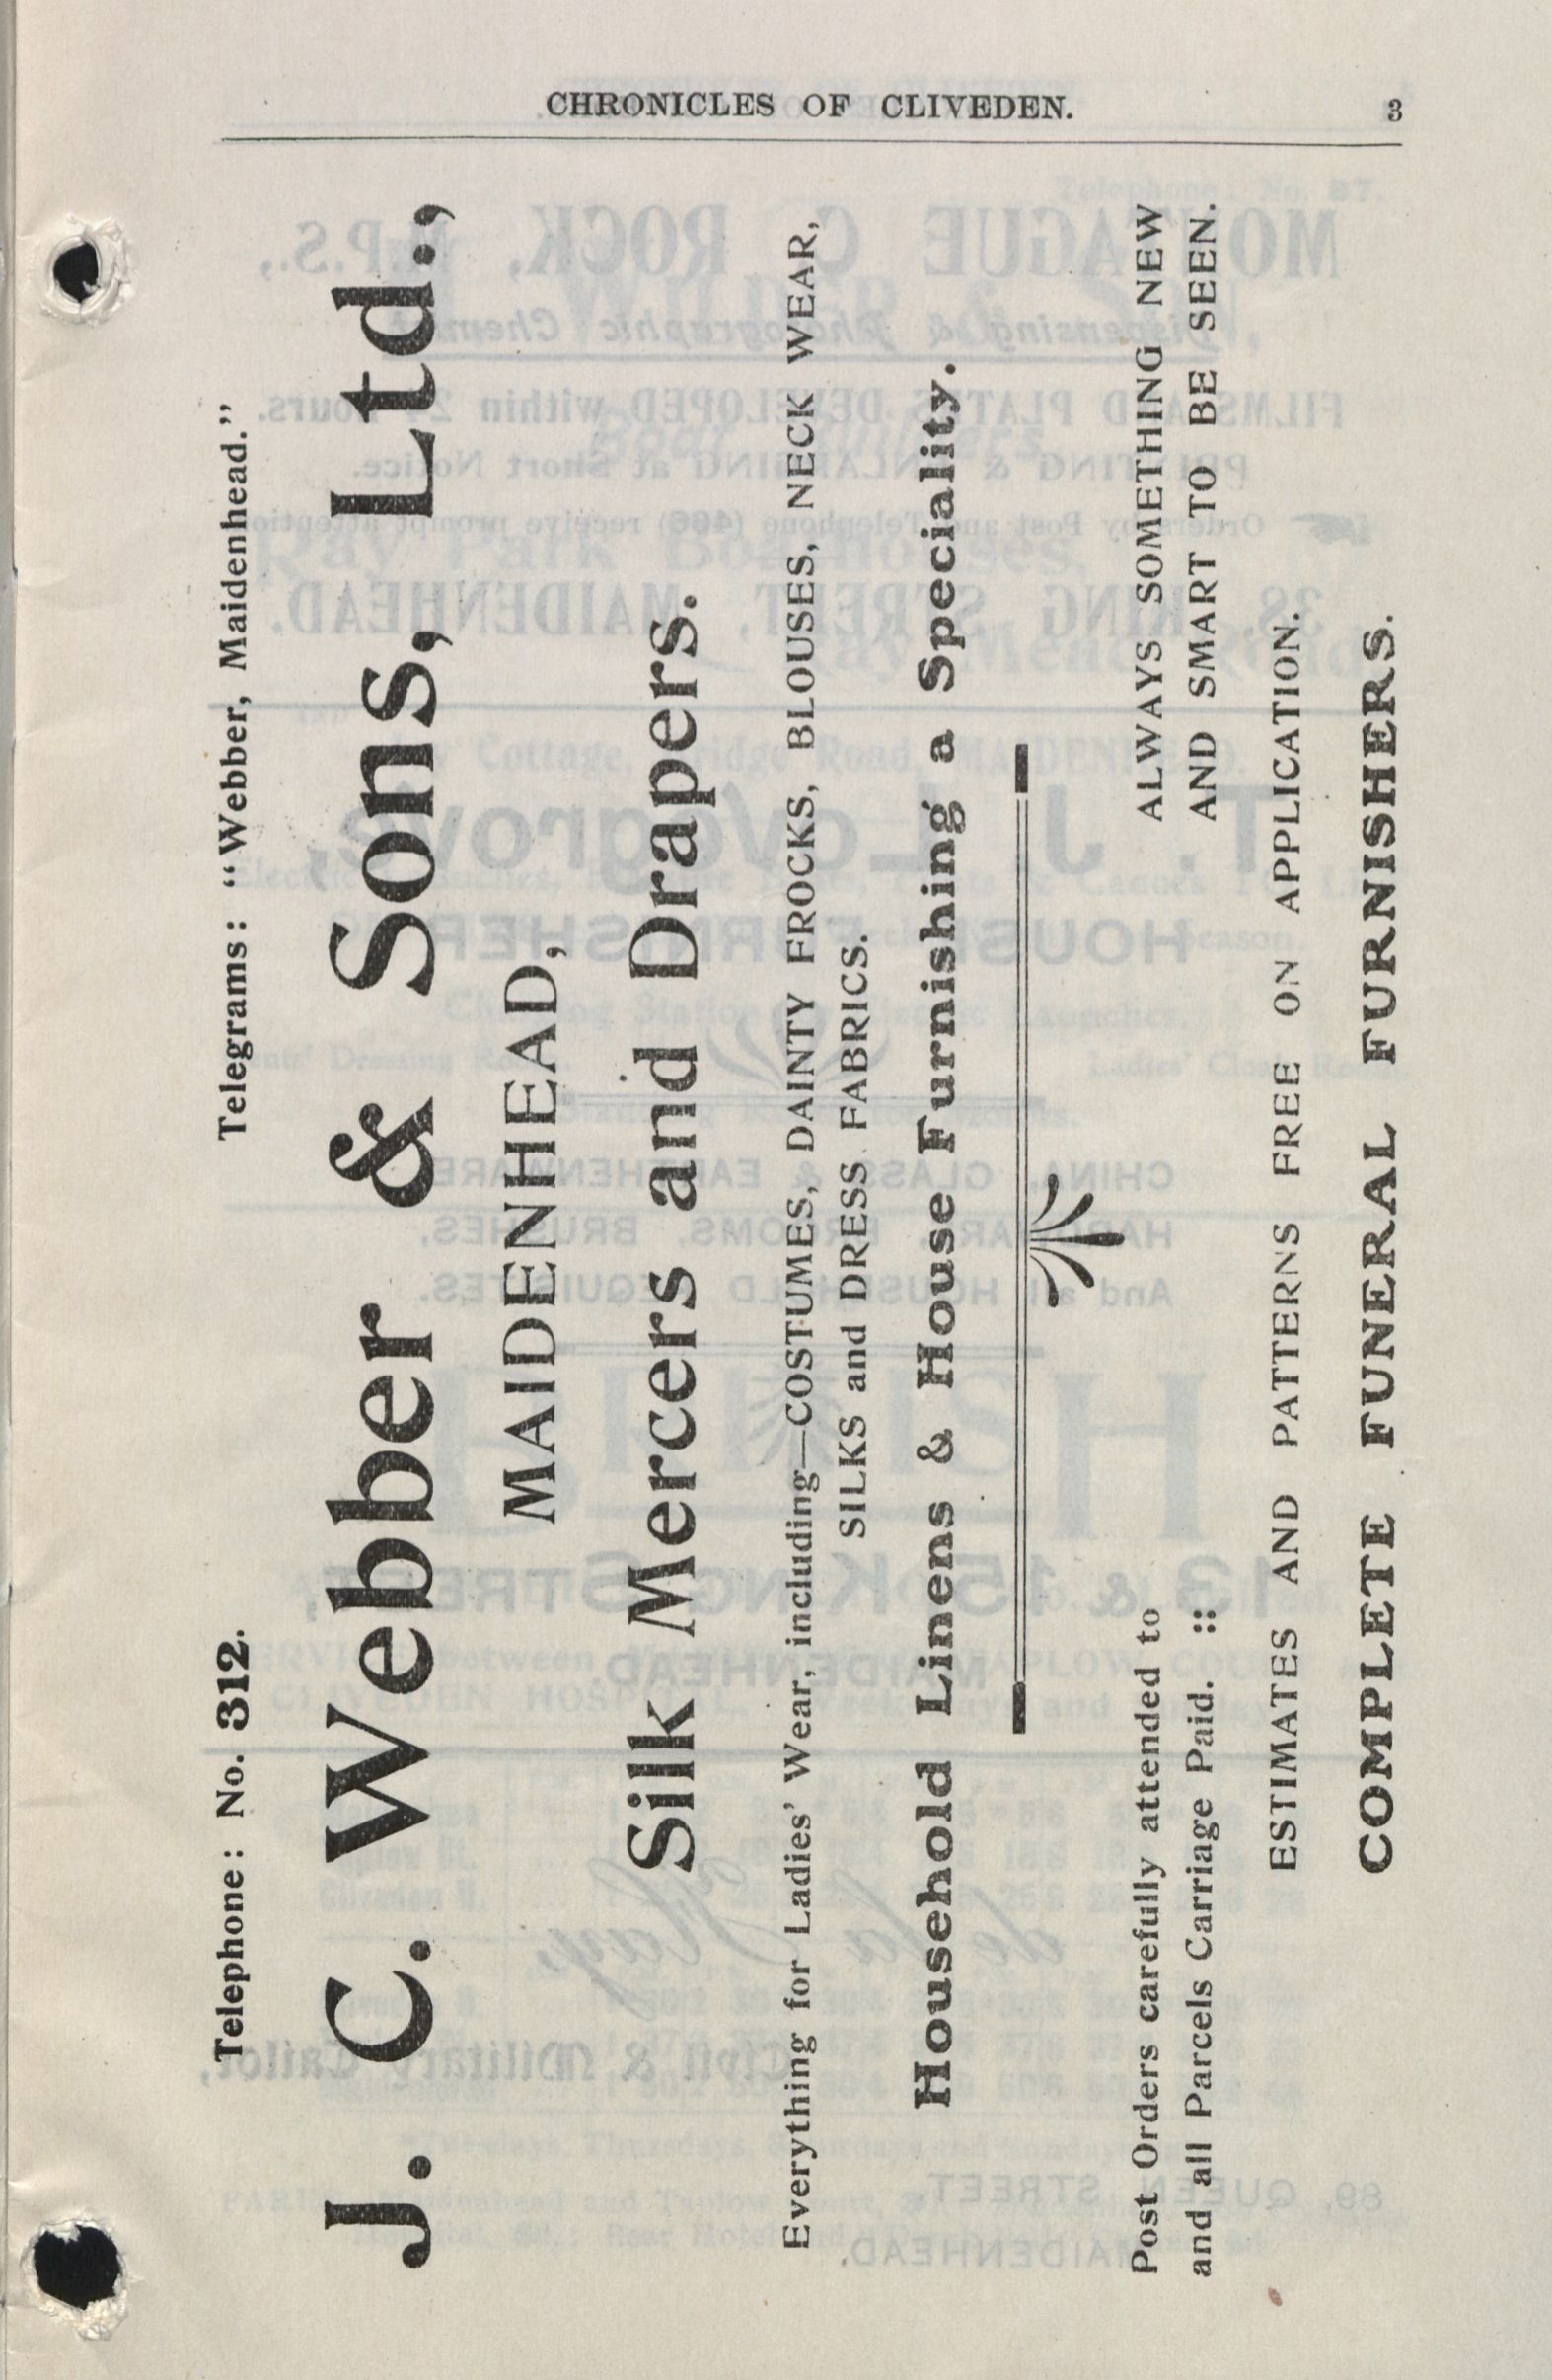 CHRONICLES OF CLIVEDEN. 3
Telephone: No. 312. Telegrams: "Webber, Maidenhead."
J. C. Webber & Sons, Ltd.,
MAIDENHEAD,
Silk Mercers and Drapers.
Everything for Ladies' Wear, including—COSTUMES, DAINTY FROCKS, BLOUSES, NECK WEAR,
SILKS and DRESS FABRICS.
Household Linens & House Furnishing a Speciality.
Post Orders carefully attended to ALWAYS SOMETHING NEW
and all Parcels Carriage Paid. :: AND SMART TO BE SEEN.
ESTIMATES AND PATTERNS FREE ON APPLICATION.
COMPLETE FUNERAL FURNISHERS.